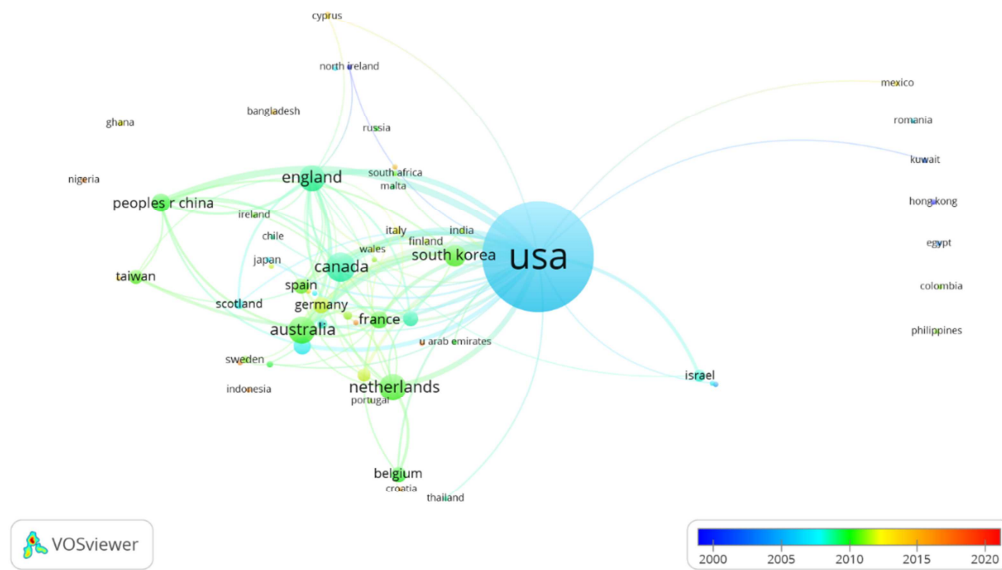 cyprus
north ireland
mexico
bangladesh
romania
ghana
russia
kuwait
south africa
england
nigeria
malta
peoples r china
hong kong
ireland
italy
india
chile
finland
egypt
wales
south korea
usa
japan
canada
taiwan
spain
colombia
scotland
germany
france
australia
philippines
u arab emirates
sweden
israel
indonesia
netherlands
portugal
belgium
croatia
thailand
VOSviewer
2000 2005 2010 2015 2020